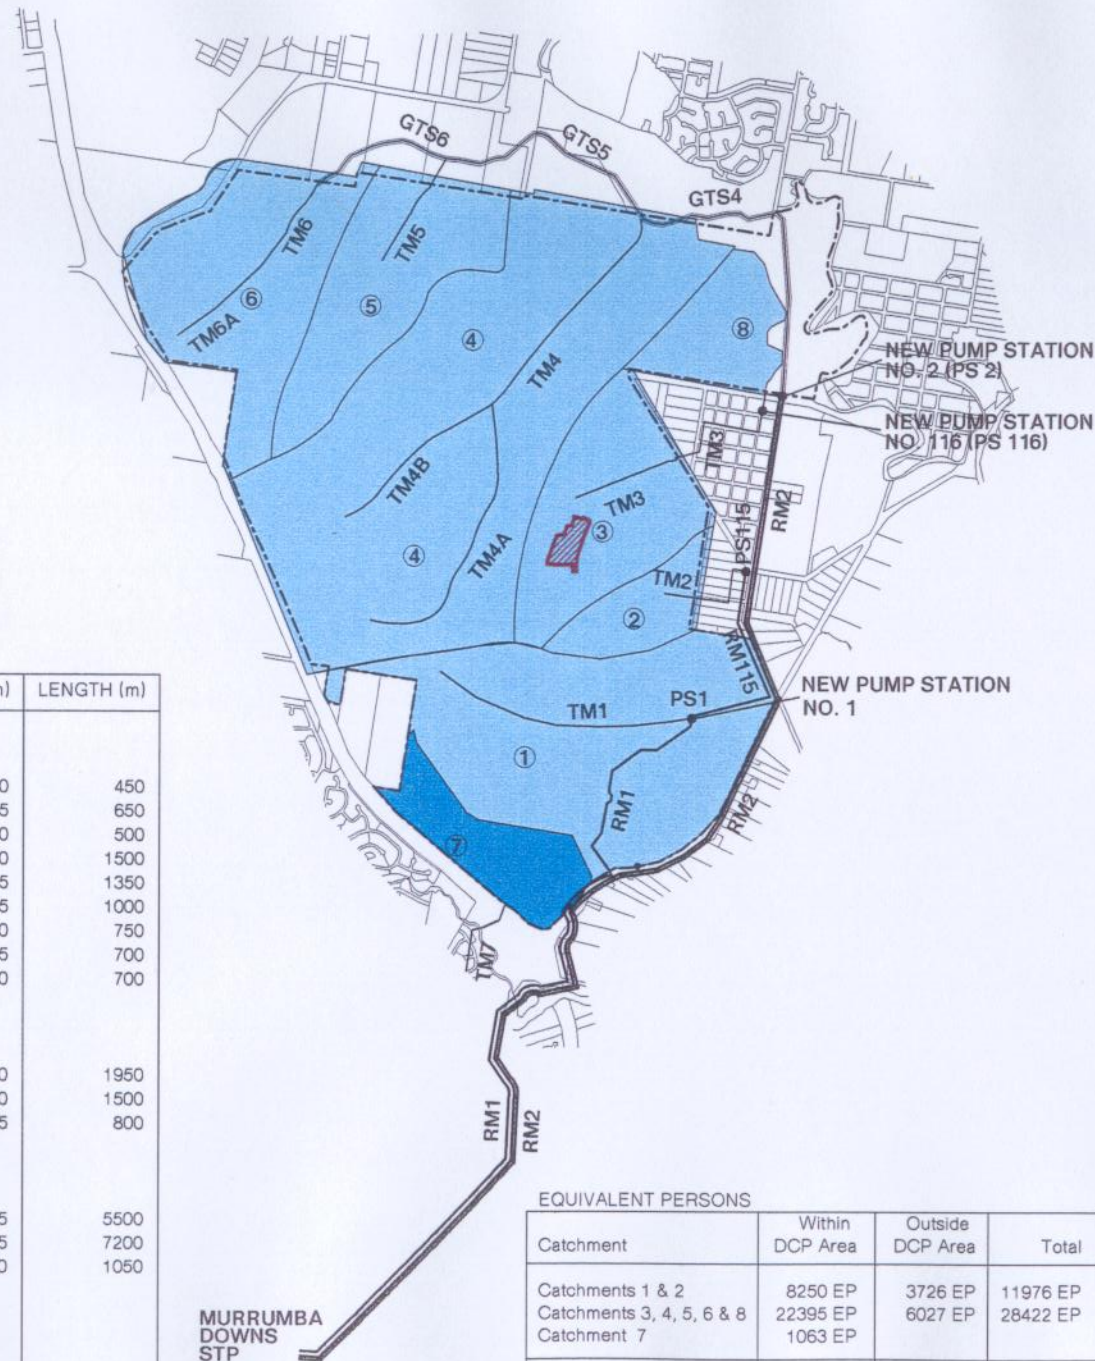 GTS6
GTS5
GTS4
TM6
TM5
⑥
⑤
④
⑧
TM6A
TM4
NEW PUMP STATION
NO. 2 (PS 2)
NEW PUMP STATION
NO. 116 (PS 116)
TM3
TM4B
TM3
RM2
③
PS115
④
TM4A
TM2
②
RM115
NEW PUMP STATION
NO. 1
PS1
TM1
①
RM1
RM2
⑦
TM7
RM1
RM2
MURRUMBA
DOWNS
STP
LENGTH (m)
450
650
500
1500
1350
1000
750
700
700
1950
1500
800
5500
7200
1050
EQUIVALENT PERSONS
Catchment Within DCP Area Outside DCP Area Total
Catchments 1 & 2 8250 EP 3726 EP 11976 EP
Catchments 3, 4, 5, 6 & 8 22395 EP 6027 EP 28422 EP
Catchment 7 1063 EP